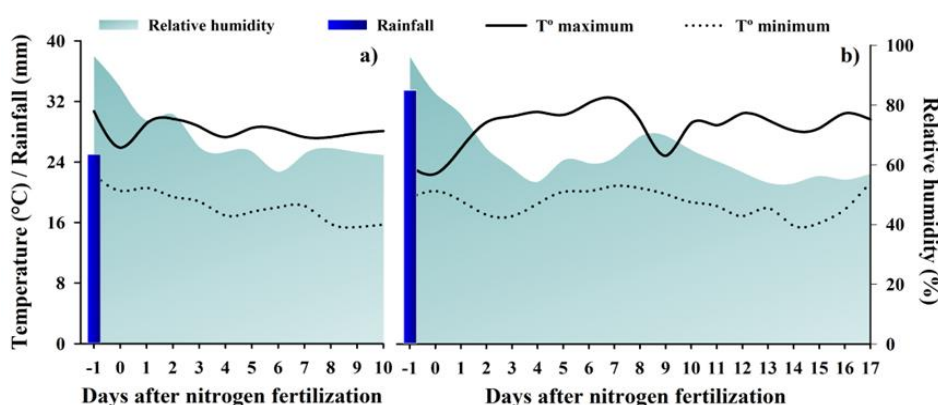 Relative humidity Rainfall Tº maximum Tº minimum
a) b)
Temperature (°C) / Rainfall (mm)
40
32
24
16
8
0
-1 0 1 2 3 4 5 6 7 8 9 10
Days after nitrogen fertilization
-1 0 1 2 3 4 5 6 7 8 9 10 11 12 13 14 15 16 17
Days after nitrogen fertilization
100
80
60
40
20
0
Relative humidity (%)